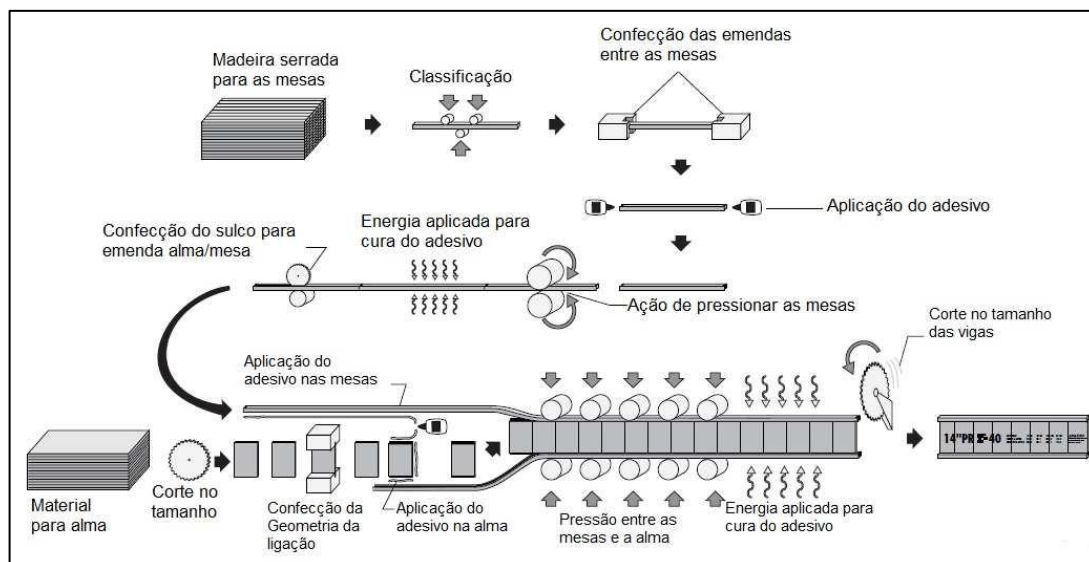 Madeira serrada
para as mesas
Classificação
Confecção das emendas
entre as mesas
Aplicação do adesivo
Confecção do sulco para
emenda alma/mesa
Energia aplicada para
cura do adesivo
Ação de pressionar as mesas
Corte no tamanho
das vigas
Aplicação do
adesivo nas mesas
Material
para alma
Corte no
tamanho
Confecção da
Geometria da
ligação
Aplicação do
adesivo na alma
Pressão entre as
mesas e a alma
Energia aplicada para
cura do adesivo
14"PR
-40